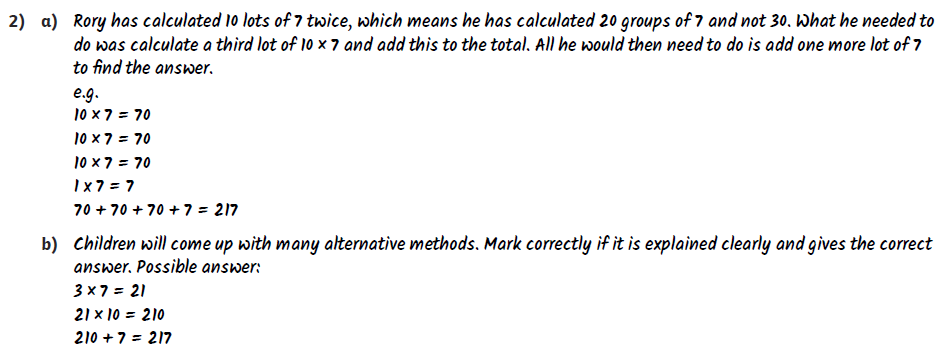 2) a) Rory has calculated 10 lots of 7 twice, which means he has calculated 20 groups of 7 and not 30. What he needed to
do was calculate a third lot of 10 × 7 and add this to the total. All he would then need to do is add one more lot of 7
to find the answer.
e.g.
10 × 7 = 70
10 × 7 = 70
10 × 7 = 70
1 × 7 = 7
70 + 70 + 70 + 7 = 217
b) Children will come up with many alternative methods. Mark correctly if it is explained clearly and gives the correct
answer. Possible answer:
3 × 7 = 21
21 × 10 = 210
210 + 7 = 217